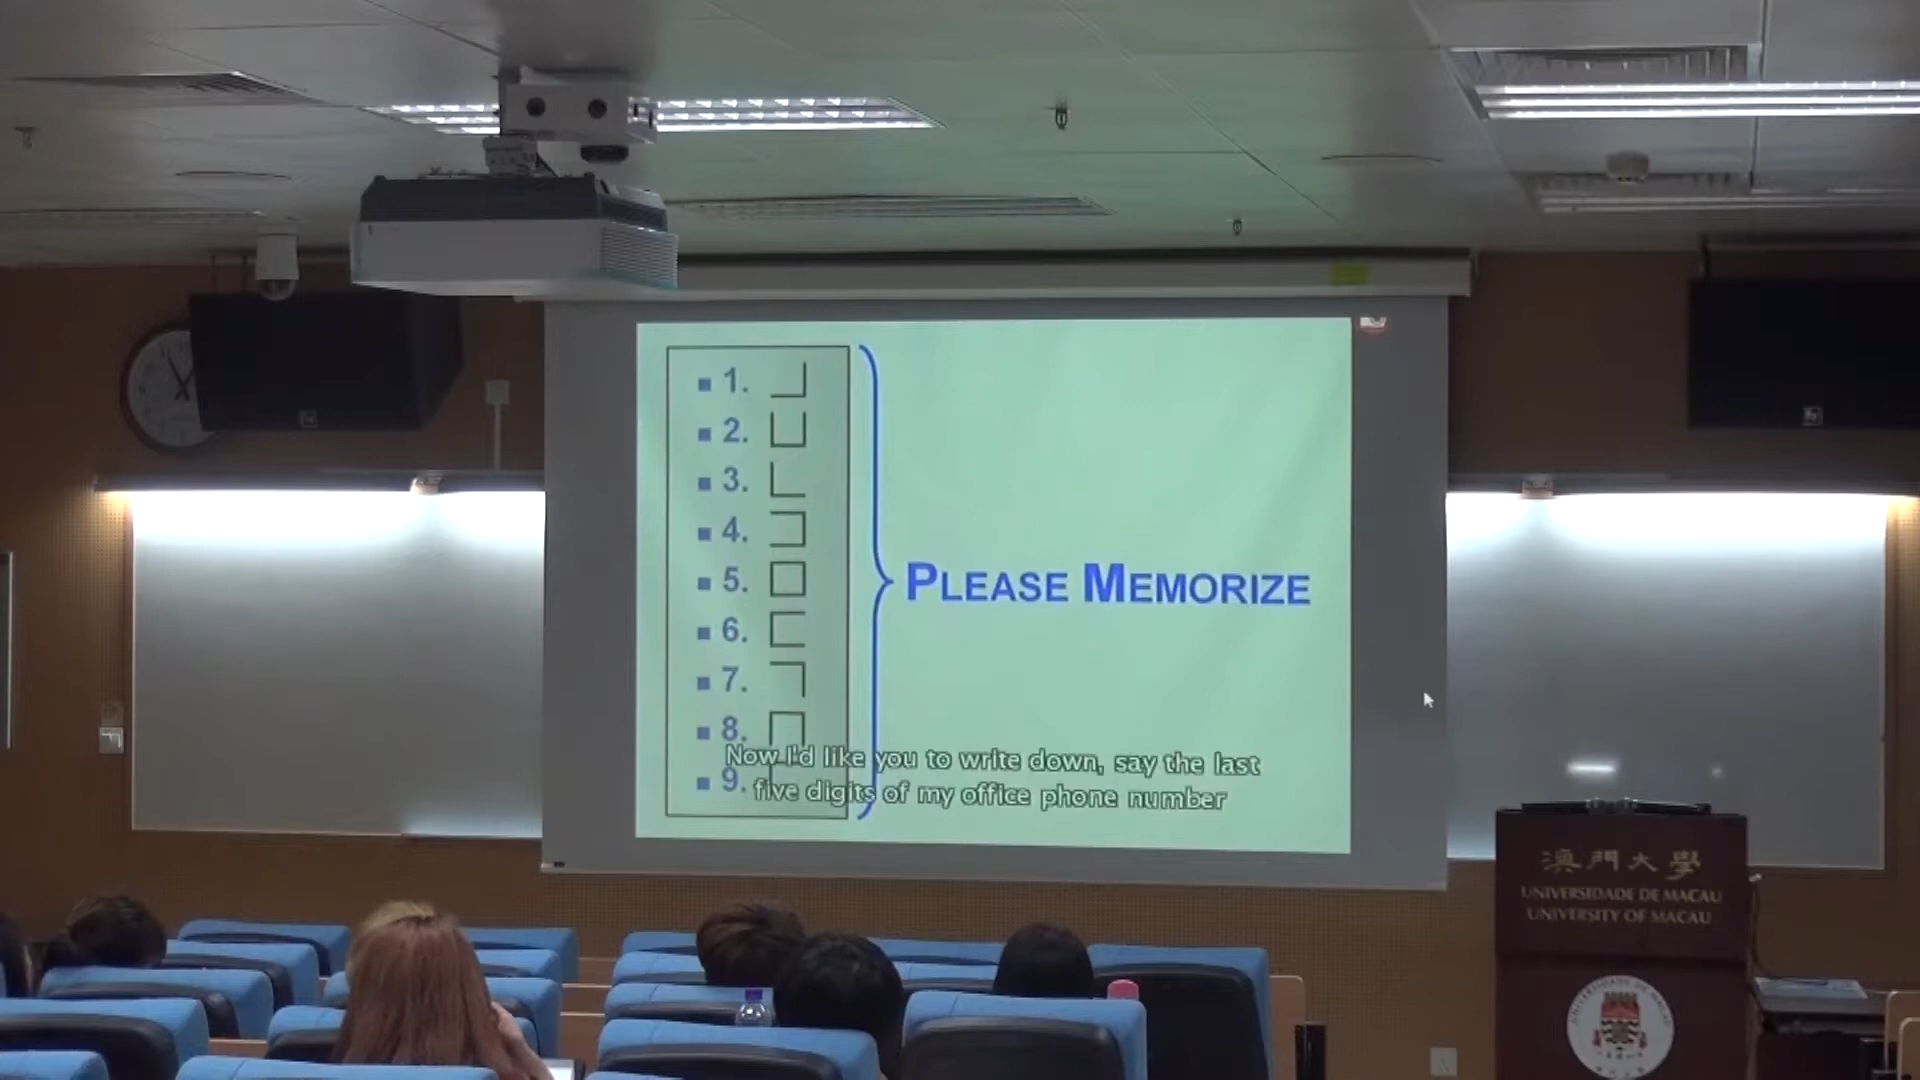 1.
2.
3.
4.
5.
6.
7.
8.
9.
PLEASE MEMORIZE
Now I'd like you to write down, say the last
five digits of my office phone number
澳門大學
UNIVERSIDADE DE MACAU
UNIVERSITY OF MACAU